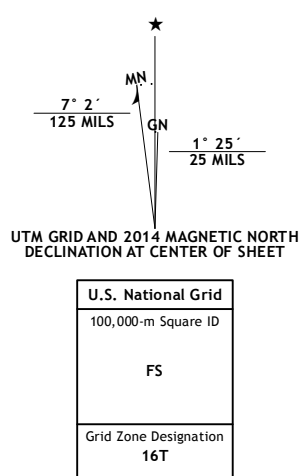 ★
MN
7° 2´
125 MILS
GN
1° 25´
25 MILS
UTM GRID AND 2014 MAGNETIC NORTH
DECLINATION AT CENTER OF SHEET
U.S. National Grid
100,000-m Square ID
FS
Grid Zone Designation
16T